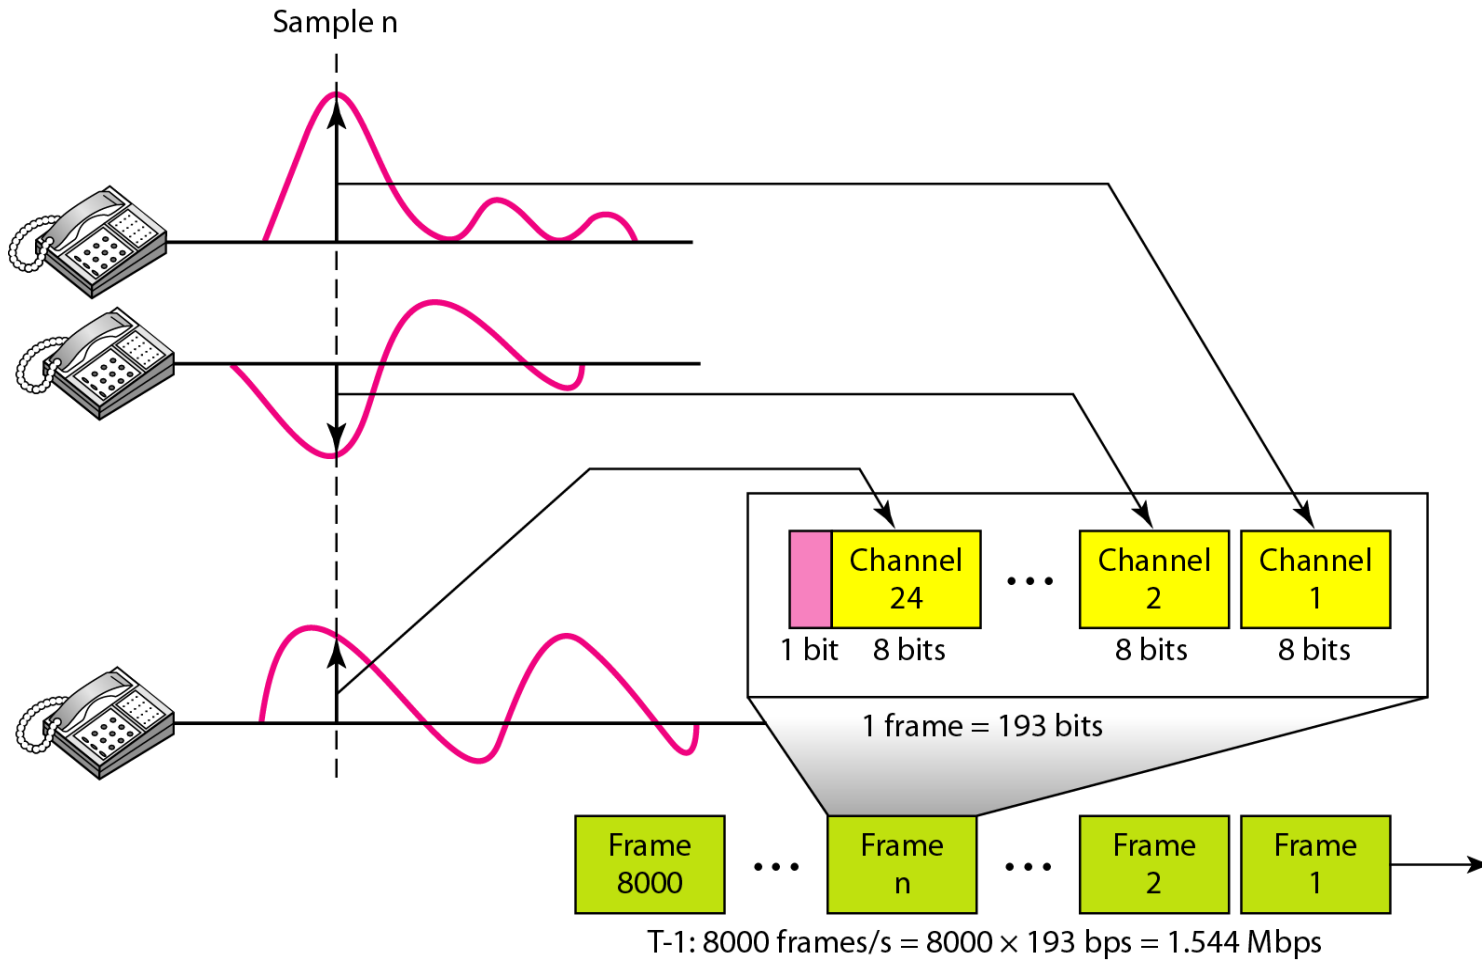 Sample n
Channel
24
Channel
2
Channel
1
1 bit
8 bits
8 bits
8 bits
1 frame = 193 bits
Frame
8000
Frame
n
Frame
2
Frame
1
T-1: 8000 frames/s = 8000 × 193 bps = 1.544 Mbps